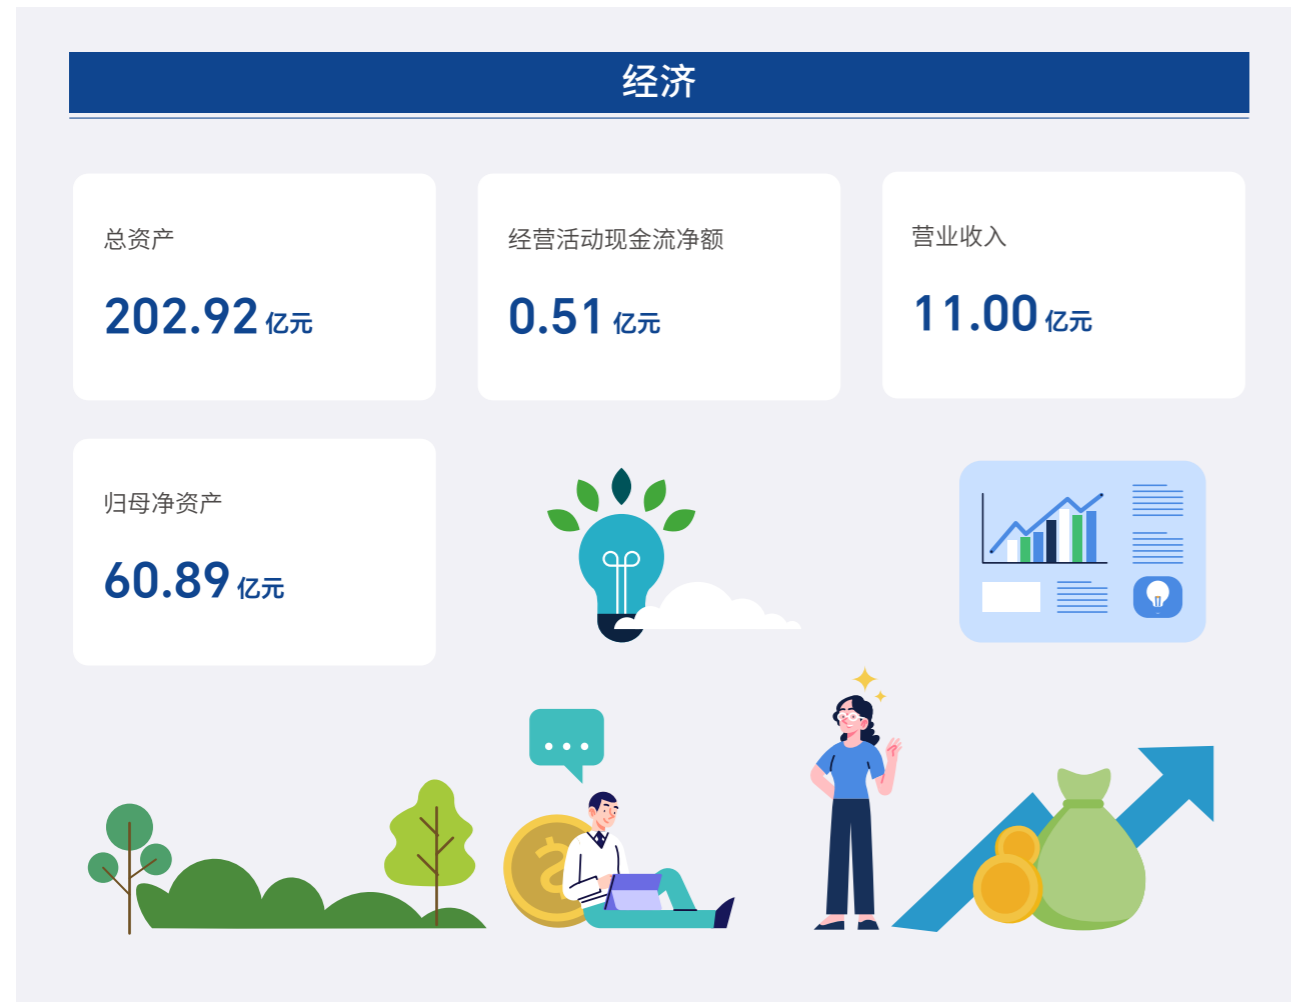 经济
总资产
202.92 亿元
经营活动现金流净额
0.51 亿元
营业收入
11.00 亿元
归母净资产
60.89 亿元